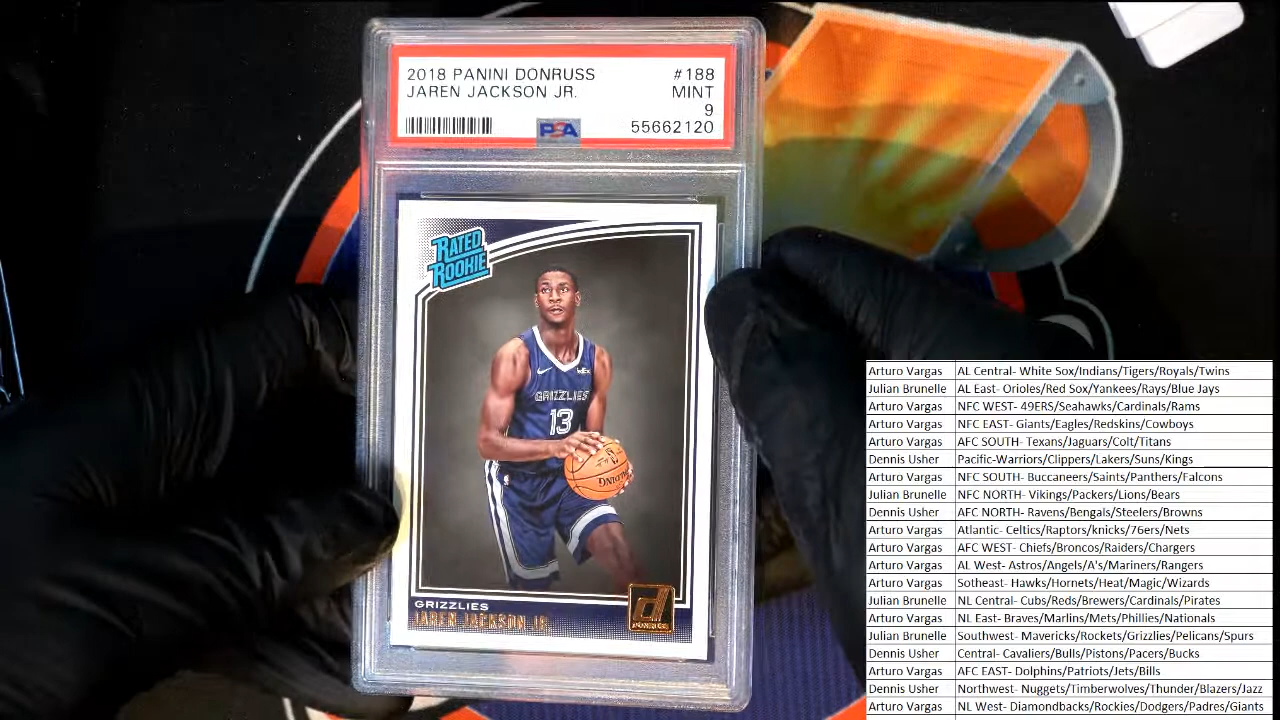 2018 PANINI DONRUSS #188
JAREN JACKSON JR. MINT
9
PSA 55662120
RATED
ROOKIE
GRIZZLIES
13
GRIZZLIES
JAREN JACKSON JR.
DONRUSS
Arturo Vargas AL Central- White Sox/Indians/Tigers/Royals/Twins
Julian Brunelle AL East- Orioles/Red Sox/Yankees/Rays/Blue Jays
Arturo Vargas NFC WEST- 49ERS/Seahawks/Cardinals/Rams
Arturo Vargas NFC EAST- Giants/Eagles/Redskins/Cowboys
Arturo Vargas AFC SOUTH- Texans/Jaguars/Colt/Titans
Dennis Usher Pacific-Warriors/Clippers/Lakers/Suns/Kings
Arturo Vargas NFC SOUTH- Buccaneers/Saints/Panthers/Falcons
Julian Brunelle NFC NORTH- Vikings/Packers/Lions/Bears
Dennis Usher AFC NORTH- Ravens/Bengals/Steelers/Browns
Arturo Vargas Atlantic- Celtics/Raptors/knicks/76ers/Nets
Arturo Vargas AFC WEST- Chiefs/Broncos/Raiders/Chargers
Arturo Vargas AL West- Astros/Angels/A's/Mariners/Rangers
Arturo Vargas Sotheast- Hawks/Hornets/Heat/Magic/Wizards
Julian Brunelle NL Central- Cubs/Reds/Brewers/Cardinals/Pirates
Arturo Vargas NL East- Braves/Marlins/Mets/Phillies/Nationals
Julian Brunelle Southwest- Mavericks/Rockets/Grizzlies/Pelicans/Spurs
Dennis Usher Central- Cavaliers/Bulls/Pistons/Pacers/Bucks
Arturo Vargas AFC EAST- Dolphins/Patriots/Jets/Bills
Dennis Usher Northwest- Nuggets/Timberwolves/Thunder/Blazers/Jazz
Arturo Vargas NL West- Diamondbacks/Rockies/Dodgers/Padres/Giants